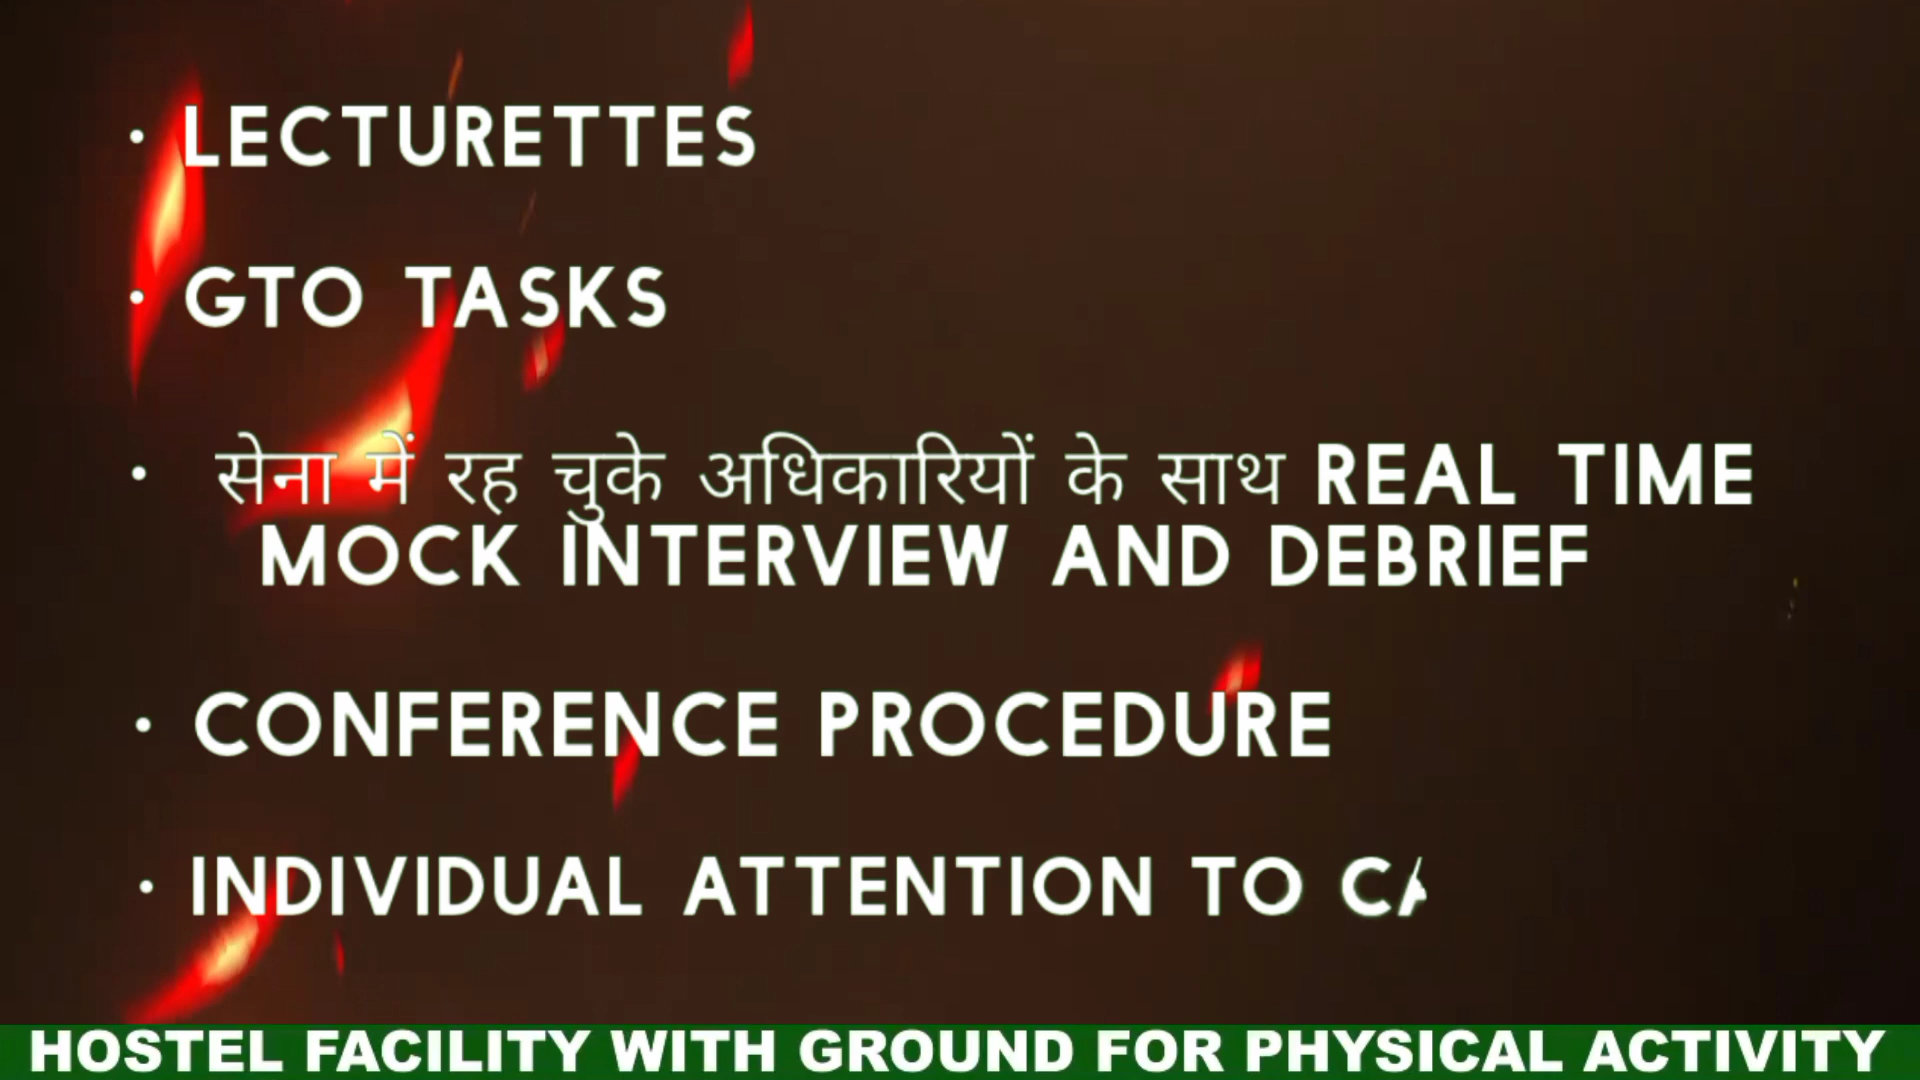 • LECTURETTES
• GTO TASKS
• सेना में रह चुके अधिकारियों के साथ REAL TIME
MOCK INTERVIEW AND DEBRIEF
• CONFERENCE PROCEDURE
• INDIVIDUAL ATTENTION TO
HOSTEL FACILITY WITH GROUND FOR PHYSICAL ACTIVITY